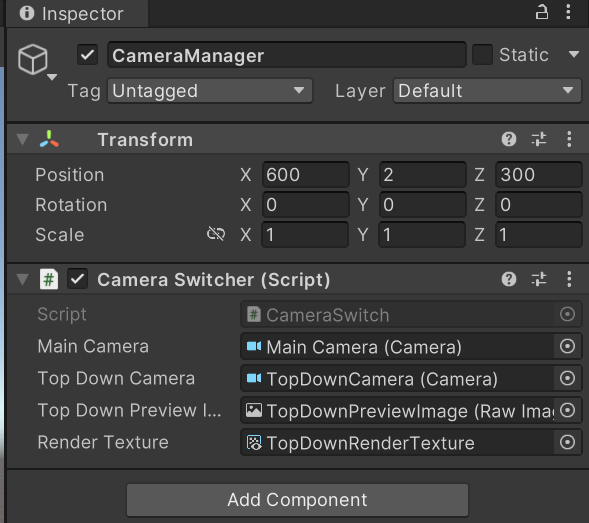 Inspector
CameraManager Static
Tag Untagged Layer Default
Transform
Position X 600 Y 2 Z 300
Rotation X 0 Y 0 Z 0
Scale X 1 Y 1 Z 1
# Camera Switcher (Script)
Script # CameraSwitch
Main Camera Main Camera (Camera)
Top Down Camera TopDownCamera (Camera)
Top Down Preview I... TopDownPreviewImage (Raw Imag
Render Texture TopDownRenderTexture
Add Component